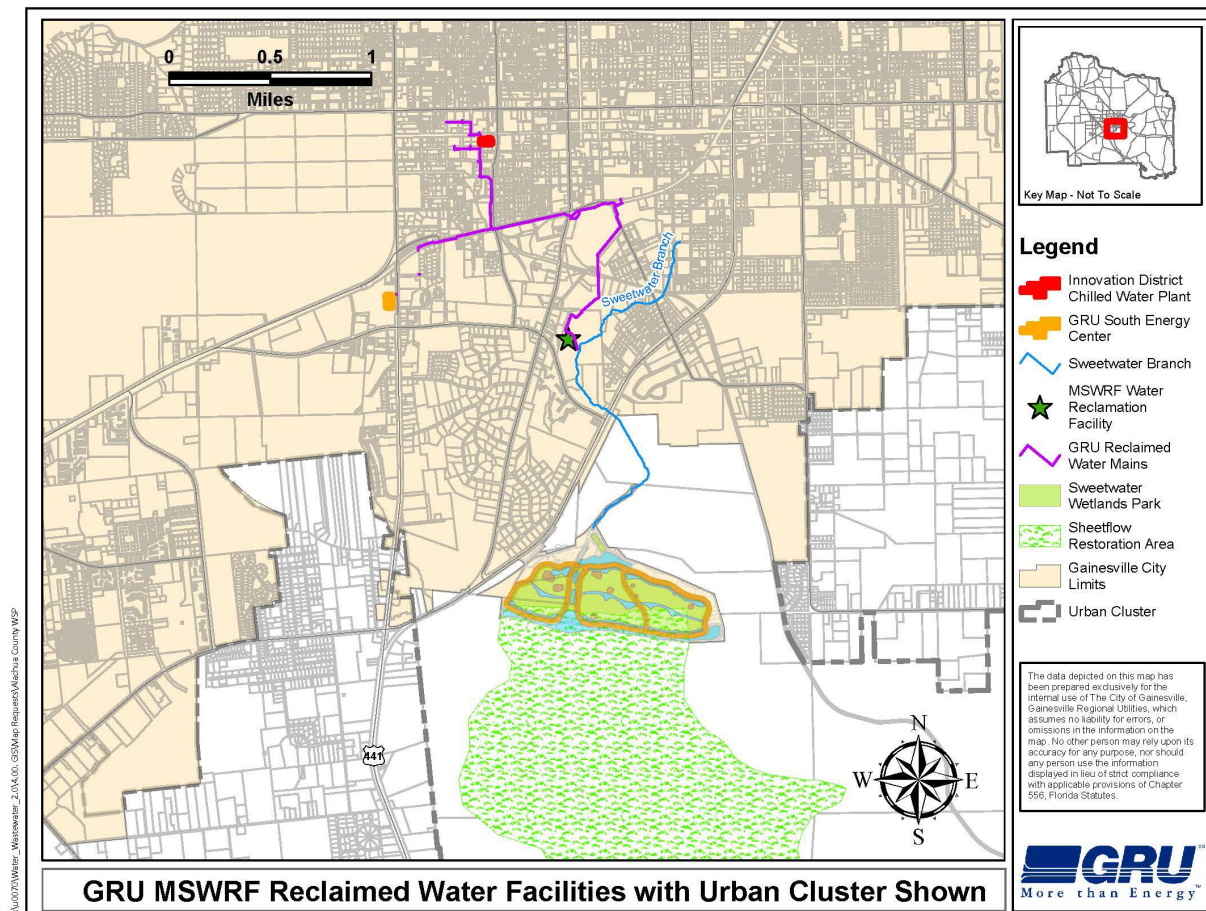 0 0.5 1
Miles
Sweetwater Branch
441
N
W E
S
Key Map - Not To Scale
Legend
Innovation District
Chilled Water Plant
GRU South Energy
Center
Sweetwater Branch
MSWRF Water
Reclamation
Facility
GRU Reclaimed
Water Mains
Sweetwater
Wetlands Park
Sheetflow
Restoration Area
Gainesville City
Limits
Urban Cluster
The data depicted on this map has
been prepared exclusively for the
internal use of The City of Gainesville,
Gainesville Regional Utilities, which
assumes no liability for errors, or
omissions in the information on the
map. No other person may rely upon its
accuracy for any purpose, nor should
any person use the information
displayed in lieu of strict compliance
with applicable provisions of Chapter
556, Florida Statutes.
GRU
More than Energy
GRU MSWRF Reclaimed Water Facilities with Urban Cluster Shown